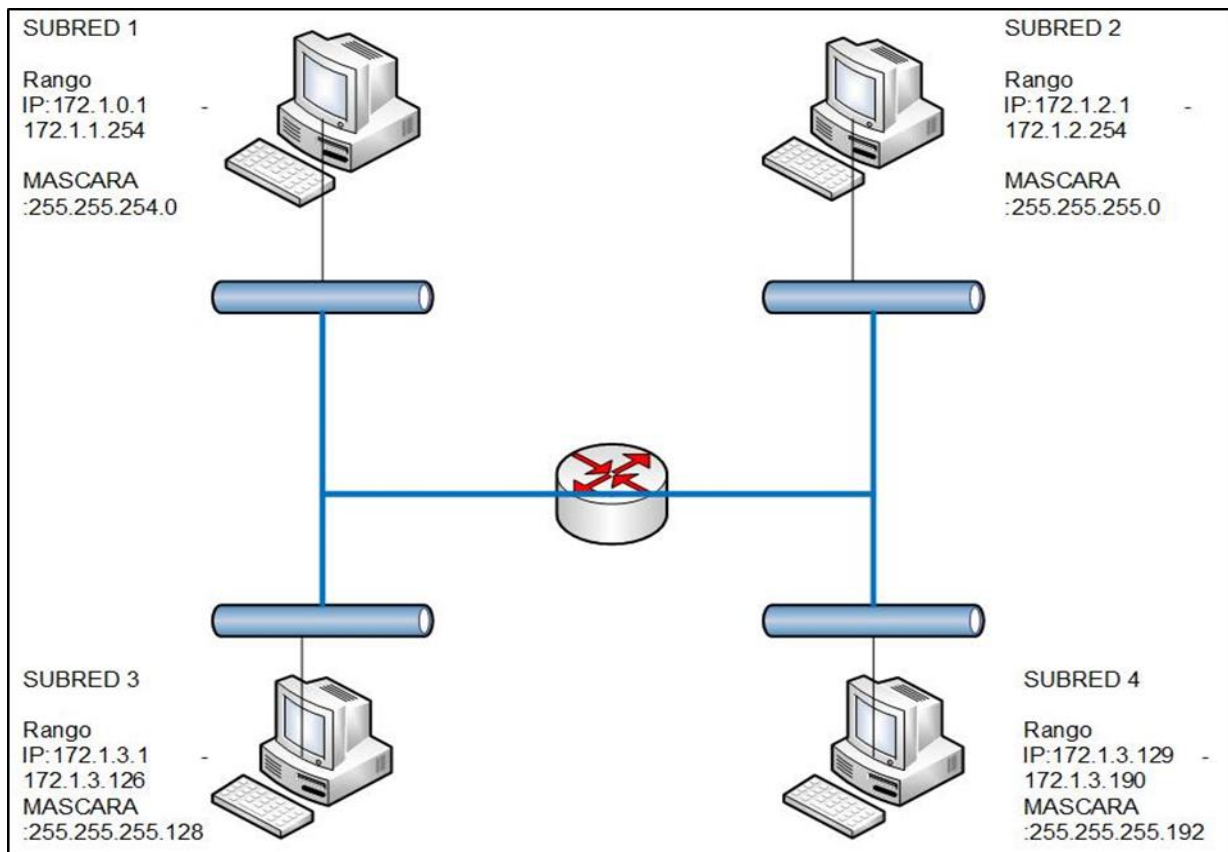 SUBRED 1
Rango
IP:172.1.0.1 -
172.1.1.254
MASCARA
:255.255.254.0
SUBRED 2
Rango
IP:172.1.2.1 -
172.1.2.254
MASCARA
:255.255.255.0
SUBRED 3
Rango
IP:172.1.3.1 -
172.1.3.126
MASCARA
:255.255.255.128
SUBRED 4
Rango
IP:172.1.3.129 -
172.1.3.190
MASCARA
:255.255.255.192